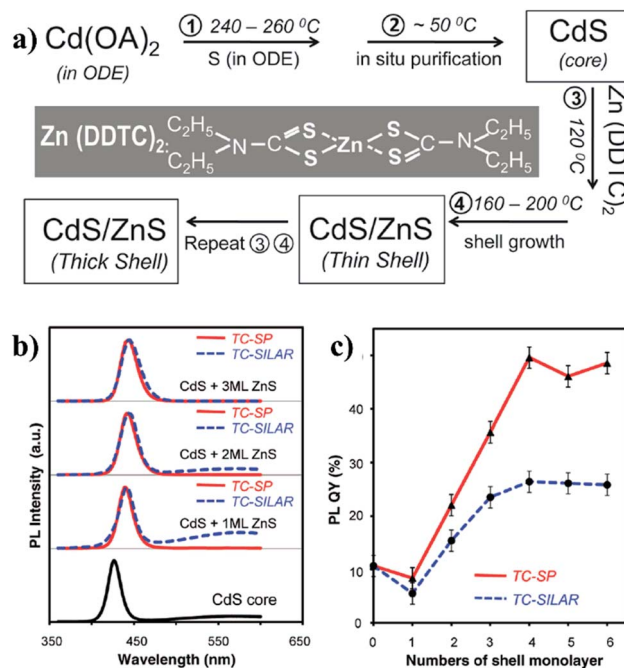 a)
Cd(OA)2
(in ODE)
① 240 – 260 ⁰C
S (in ODE)
② ~ 50 ⁰C
in situ purification
CdS
(core)
③
120 ⁰C
Zn (DDTC)2
Zn (DDTC)2:
C2H5
C2H5
N
C
S
S
Zn
S
S
C
N
C2H5
C2H5
④ 160 – 200 ⁰C
shell growth
CdS/ZnS
(Thin Shell)
Repeat ③ ④
CdS/ZnS
(Thick Shell)
b)
PL Intensity (a.u.)
TC-SP
TC-SILAR
CdS + 3ML ZnS
TC-SP
TC-SILAR
CdS + 2ML ZnS
TC-SP
TC-SILAR
CdS + 1ML ZnS
CdS core
350 450 550 650
Wavelength (nm)
c)
PL QY (%)
50
40
30
20
10
0
TC-SP
TC-SILAR
0 1 2 3 4 5 6
Numbers of shell monolayer